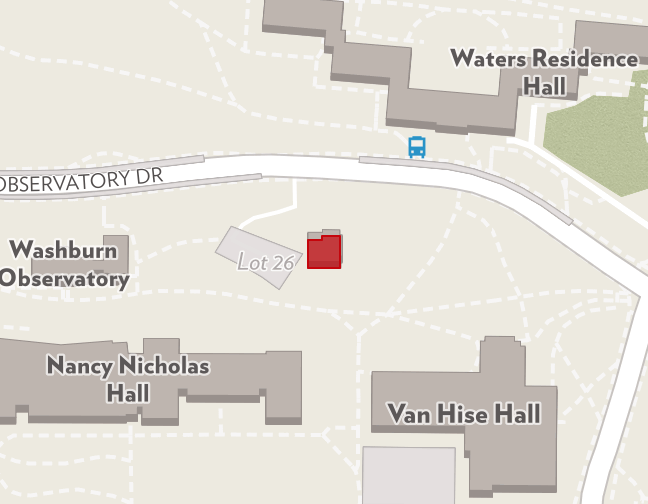 Waters Residence
Hall
OBSERVATORY DR
Washburn
Observatory
Lot 26
Nancy Nicholas
Hall
Van Hise Hall